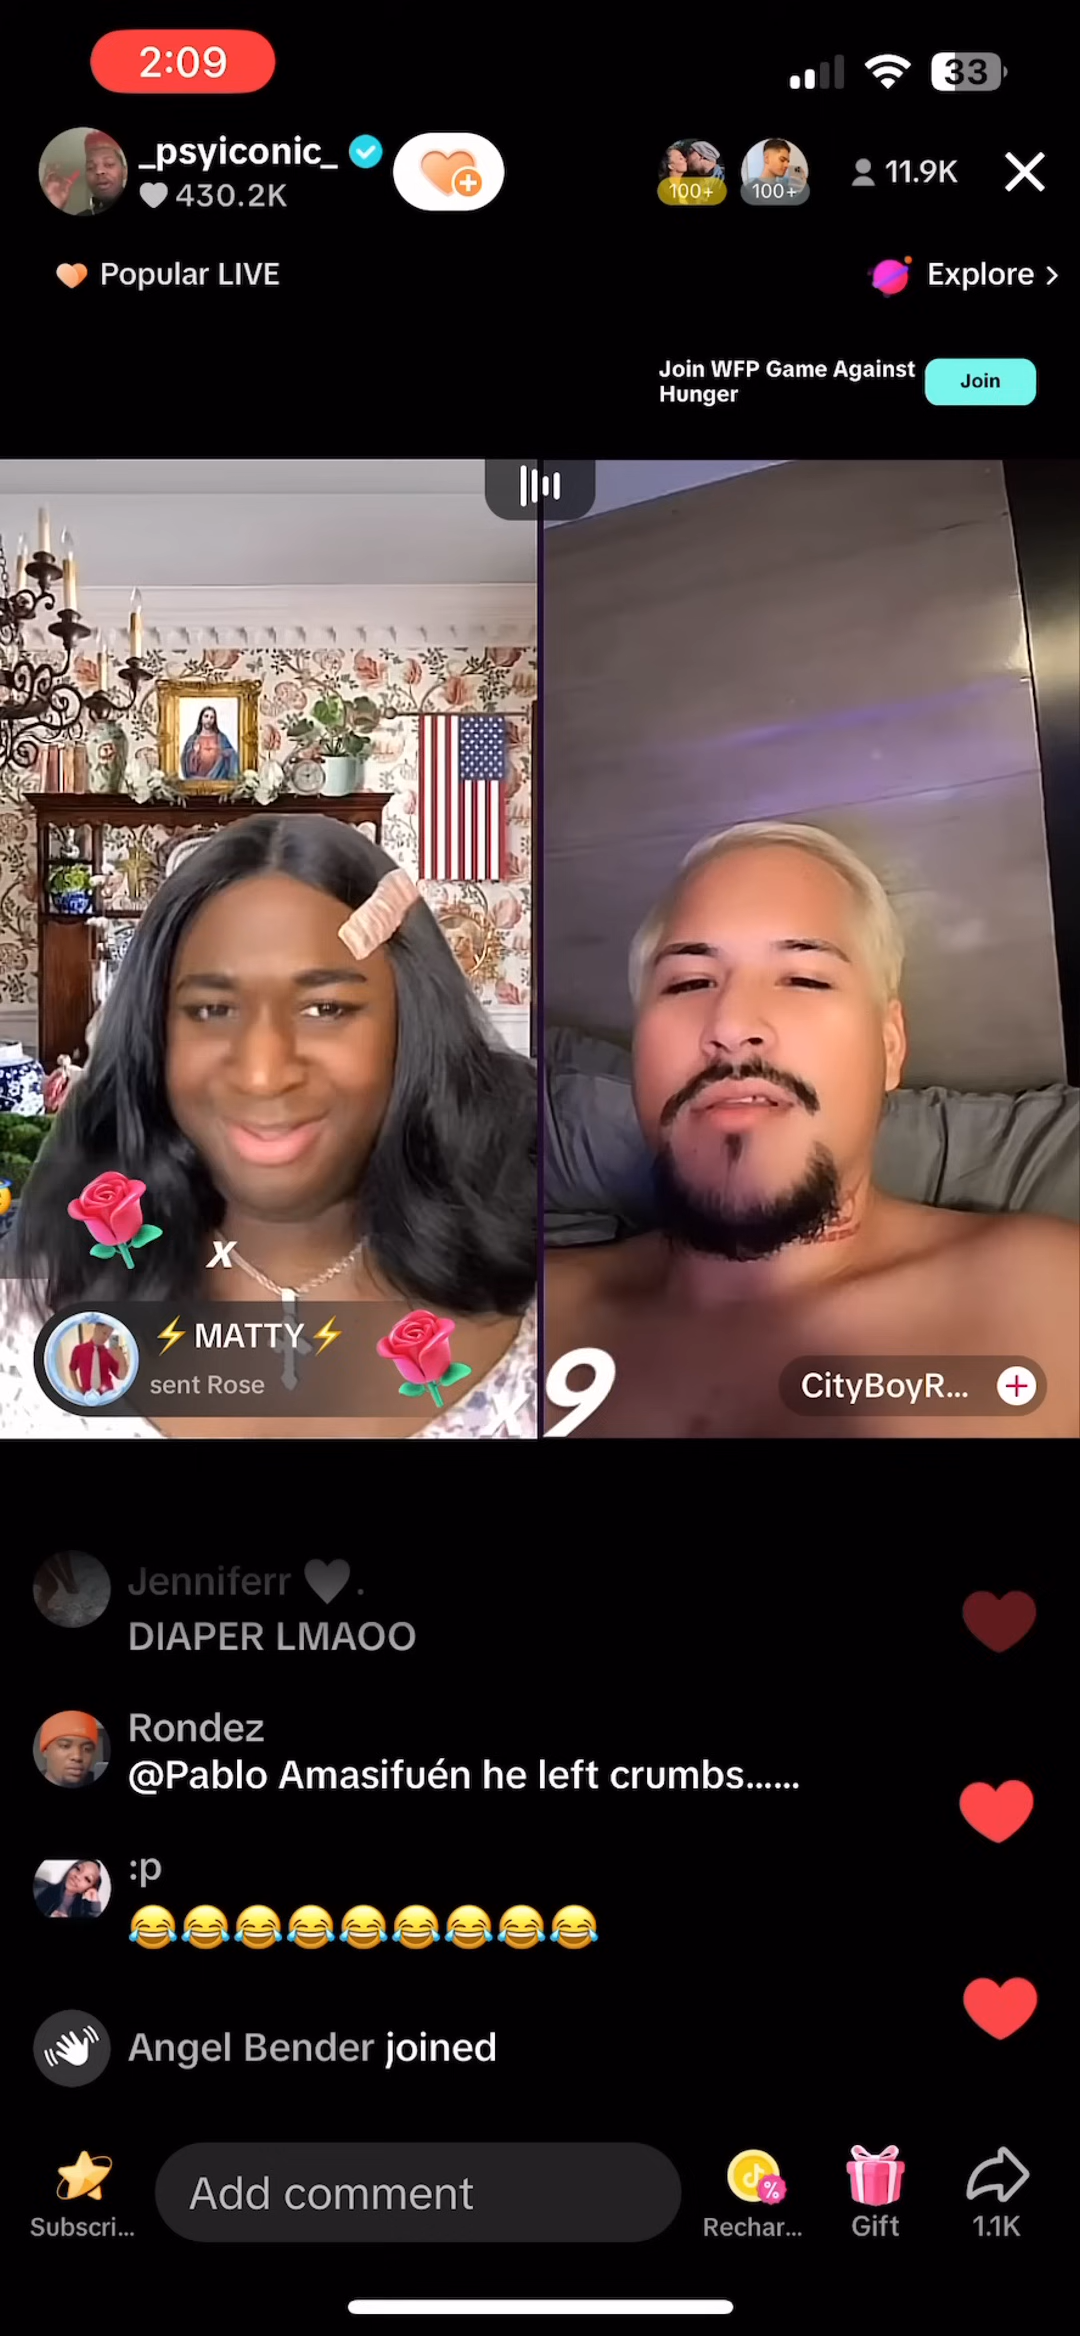 2:09
33
_psyiconic_
430.2K
100+
100+
11.9K
Popular LIVE
Explore >
Join WFP Game Against
Hunger
Join
x
⚡MATTY⚡
sent Rose
x9
CityBoyR...
Jenniferr 🤍.
DIAPER LMAOO
Rondez
@Pablo Amasifuén he left crumbs......
:p
😂😂😂😂😂😂😂😂😂
Angel Bender joined
Subscri...
Add comment
Rechar...
Gift
1.1K